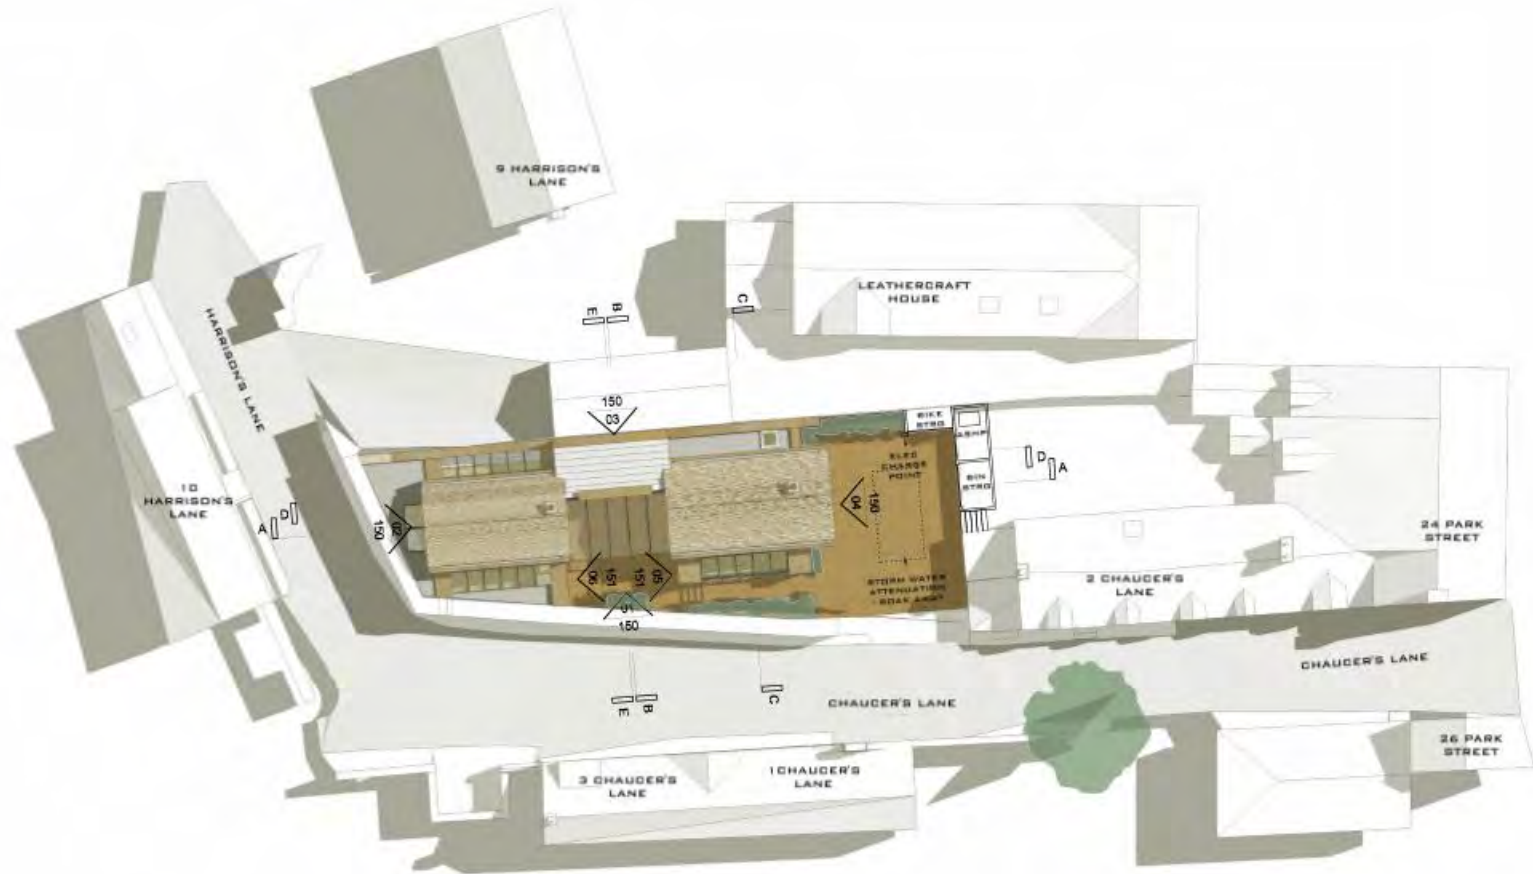 9 HARRISON'S
LANE
HARRISON'S LANE
LEATHERCRAFT
HOUSE
E
B
C
150
03
BIKE
STRG
ASHP
ELEC
CHARGE
POINT
BIN
STRG
D
A
10
HARRISON'S
LANE
A
D
150
02
04
150
24 PARK
STREET
06
151
151
05
STORM WATER
ATTENUATION
SOAK AWAY
2 CHAUCER'S
LANE
01
150
CHAUCER'S LANE
E
B
C
CHAUCER'S LANE
26 PARK
STREET
3 CHAUCER'S
LANE
1 CHAUCER'S
LANE